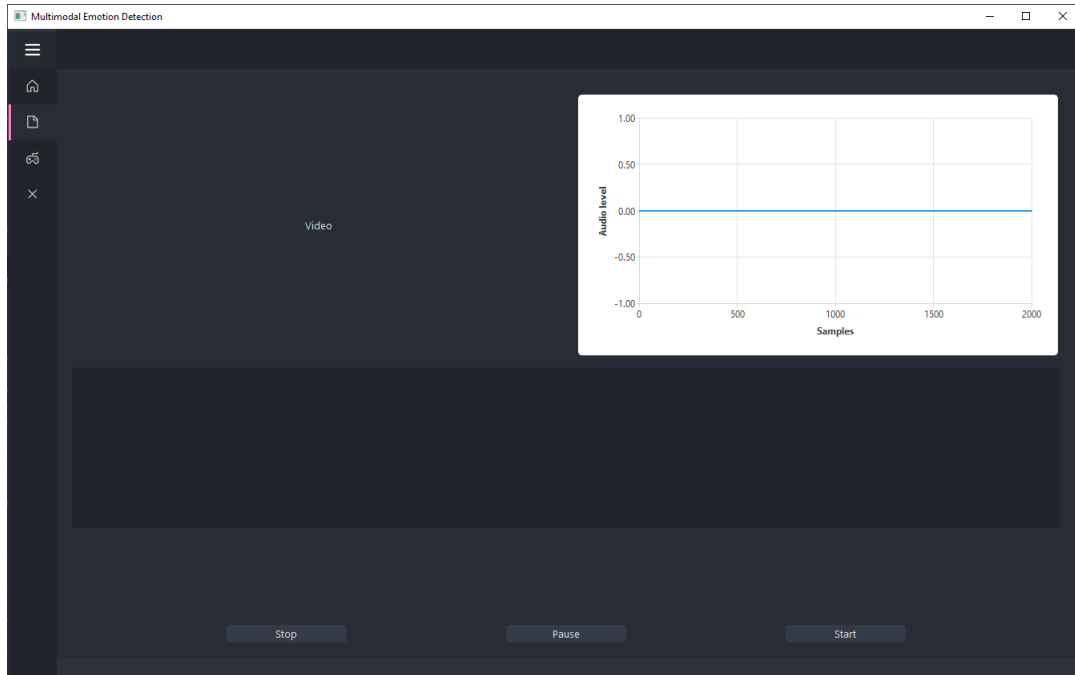 Multimodal Emotion Detection
Video
1.00
0.50
0.00
-0.50
-1.00
Audio level
0 500 1000 1500 2000
Samples
Stop Pause Start